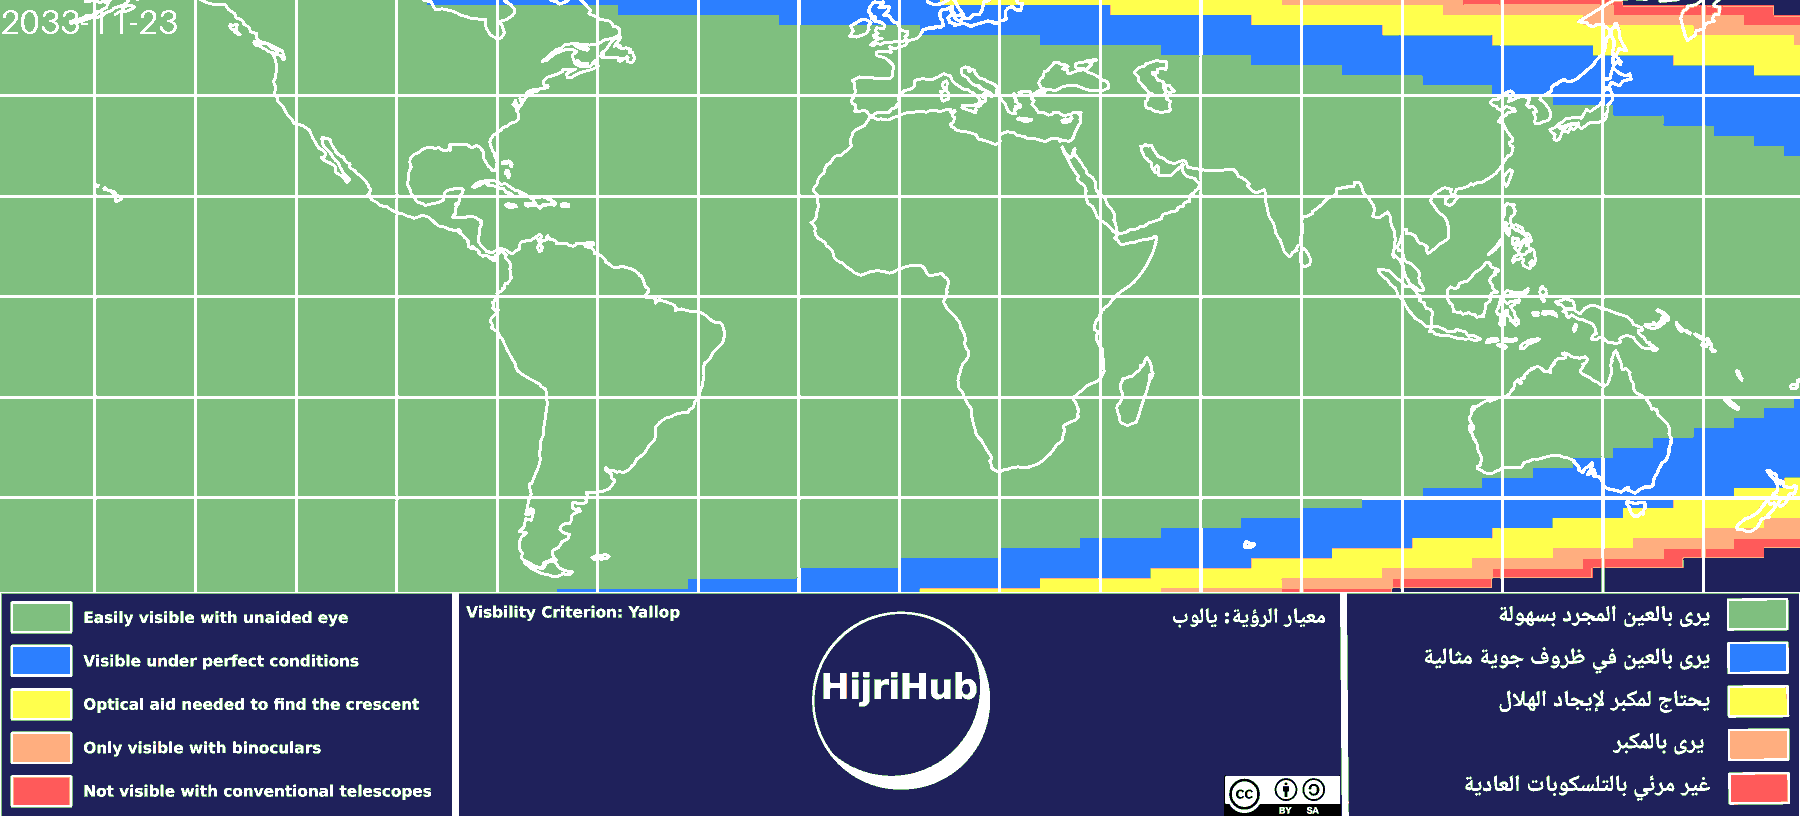 2033-11-23
Easily visible with unaided eye
Visible under perfect conditions
Optical aid needed to find the crescent
Only visible with binoculars
Not visible with conventional telescopes
Visbility Criterion: Yallop
معيار الرؤية: يالوب
HijriHub
cc
BY SA
يرى بالعين المجرد بسهولة
يرى بالعين في ظروف جوية مثالية
يحتاج لمكبر لإيجاد الهلال
يرى بالمكبر
غير مرئي بالتلسكوبات العادية